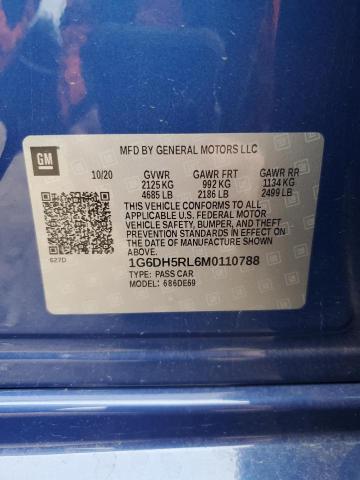 GM
MFD BY GENERAL MOTORS LLC
10/20 GVWR GAWR FRT GAWR RR
2125 KG 992 KG 1134 KG
4685 LB 2186 LB 2499 LB
THIS VEHICLE CONFORMS TO ALL
APPLICABLE U.S. FEDERAL MOTOR
VEHICLE SAFETY, BUMPER, AND THEFT
PREVENTION STANDARDS IN EFFECT ON
THE DATE OF MANUFACTURE SHOWN
ABOVE.
627D
1G6DH5RL6M0110788
TYPE: PASS CAR
MODEL: 686DE69